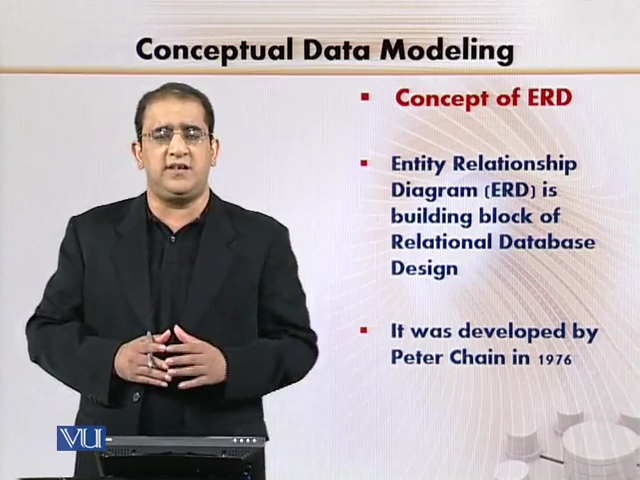 Conceptual Data Modeling
▪ Concept of ERD
▪ Entity Relationship
Diagram (ERD) is
building block of
Relational Database
Design
▪ It was developed by
Peter Chain in 1976
VU